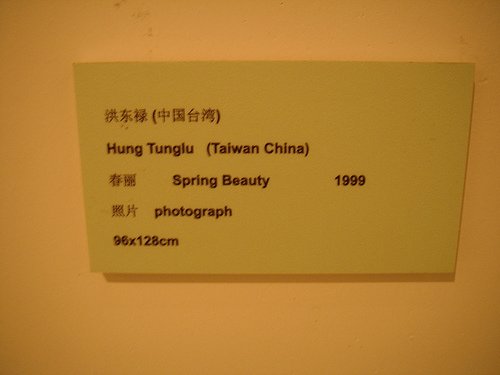 洪东禄 (中国台湾)
Hung Tunglu (Taiwan China)
春丽 Spring Beauty 1999
照片 photograph
96x128cm